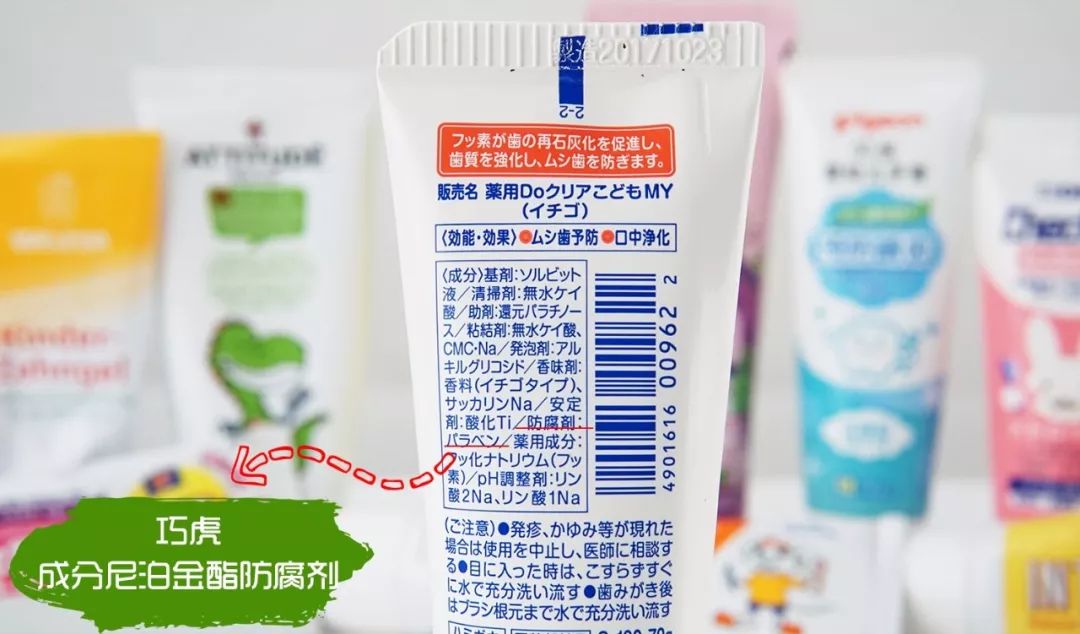 製造20171023
2-2
フッ素が歯の再石灰化を促進し、
歯質を強化し、ムシ歯を防ぎます。
販売名 薬用DoクリアこどもMY
(イチゴ)
〈効能・効果〉●ムシ歯予防●口中浄化
〈成分〉基剤:ソルビット
液/清掃剤:無水ケイ
酸/助剤:還元パラチノー
ス/粘結剤:無水ケイ酸、
CMC・Na/発泡剤:アル
キルグリコシド/香味剤:
香料(イチゴタイプ)、
サッカリンNa/安定
剤:酸化Ti/防腐剤:
パラベン/薬用成分:
フッ化ナトリウム(フッ
素)/pH調整剤:リン
酸2Na、リン酸1Na
4901616 00962 2
〈ご注意〉●発疹、かゆみ等が現れた
場合は使用を中止し、医師に相談す
る●目に入った時は、こすらずすぐ
に水で充分洗い流す●歯みがき後
はブラシ根元まで水で充分洗い流す
ATTITUDE
Kinder-
Zahngel
Pigeon
Chec
巧虎
成分尼泊金酯防腐剂